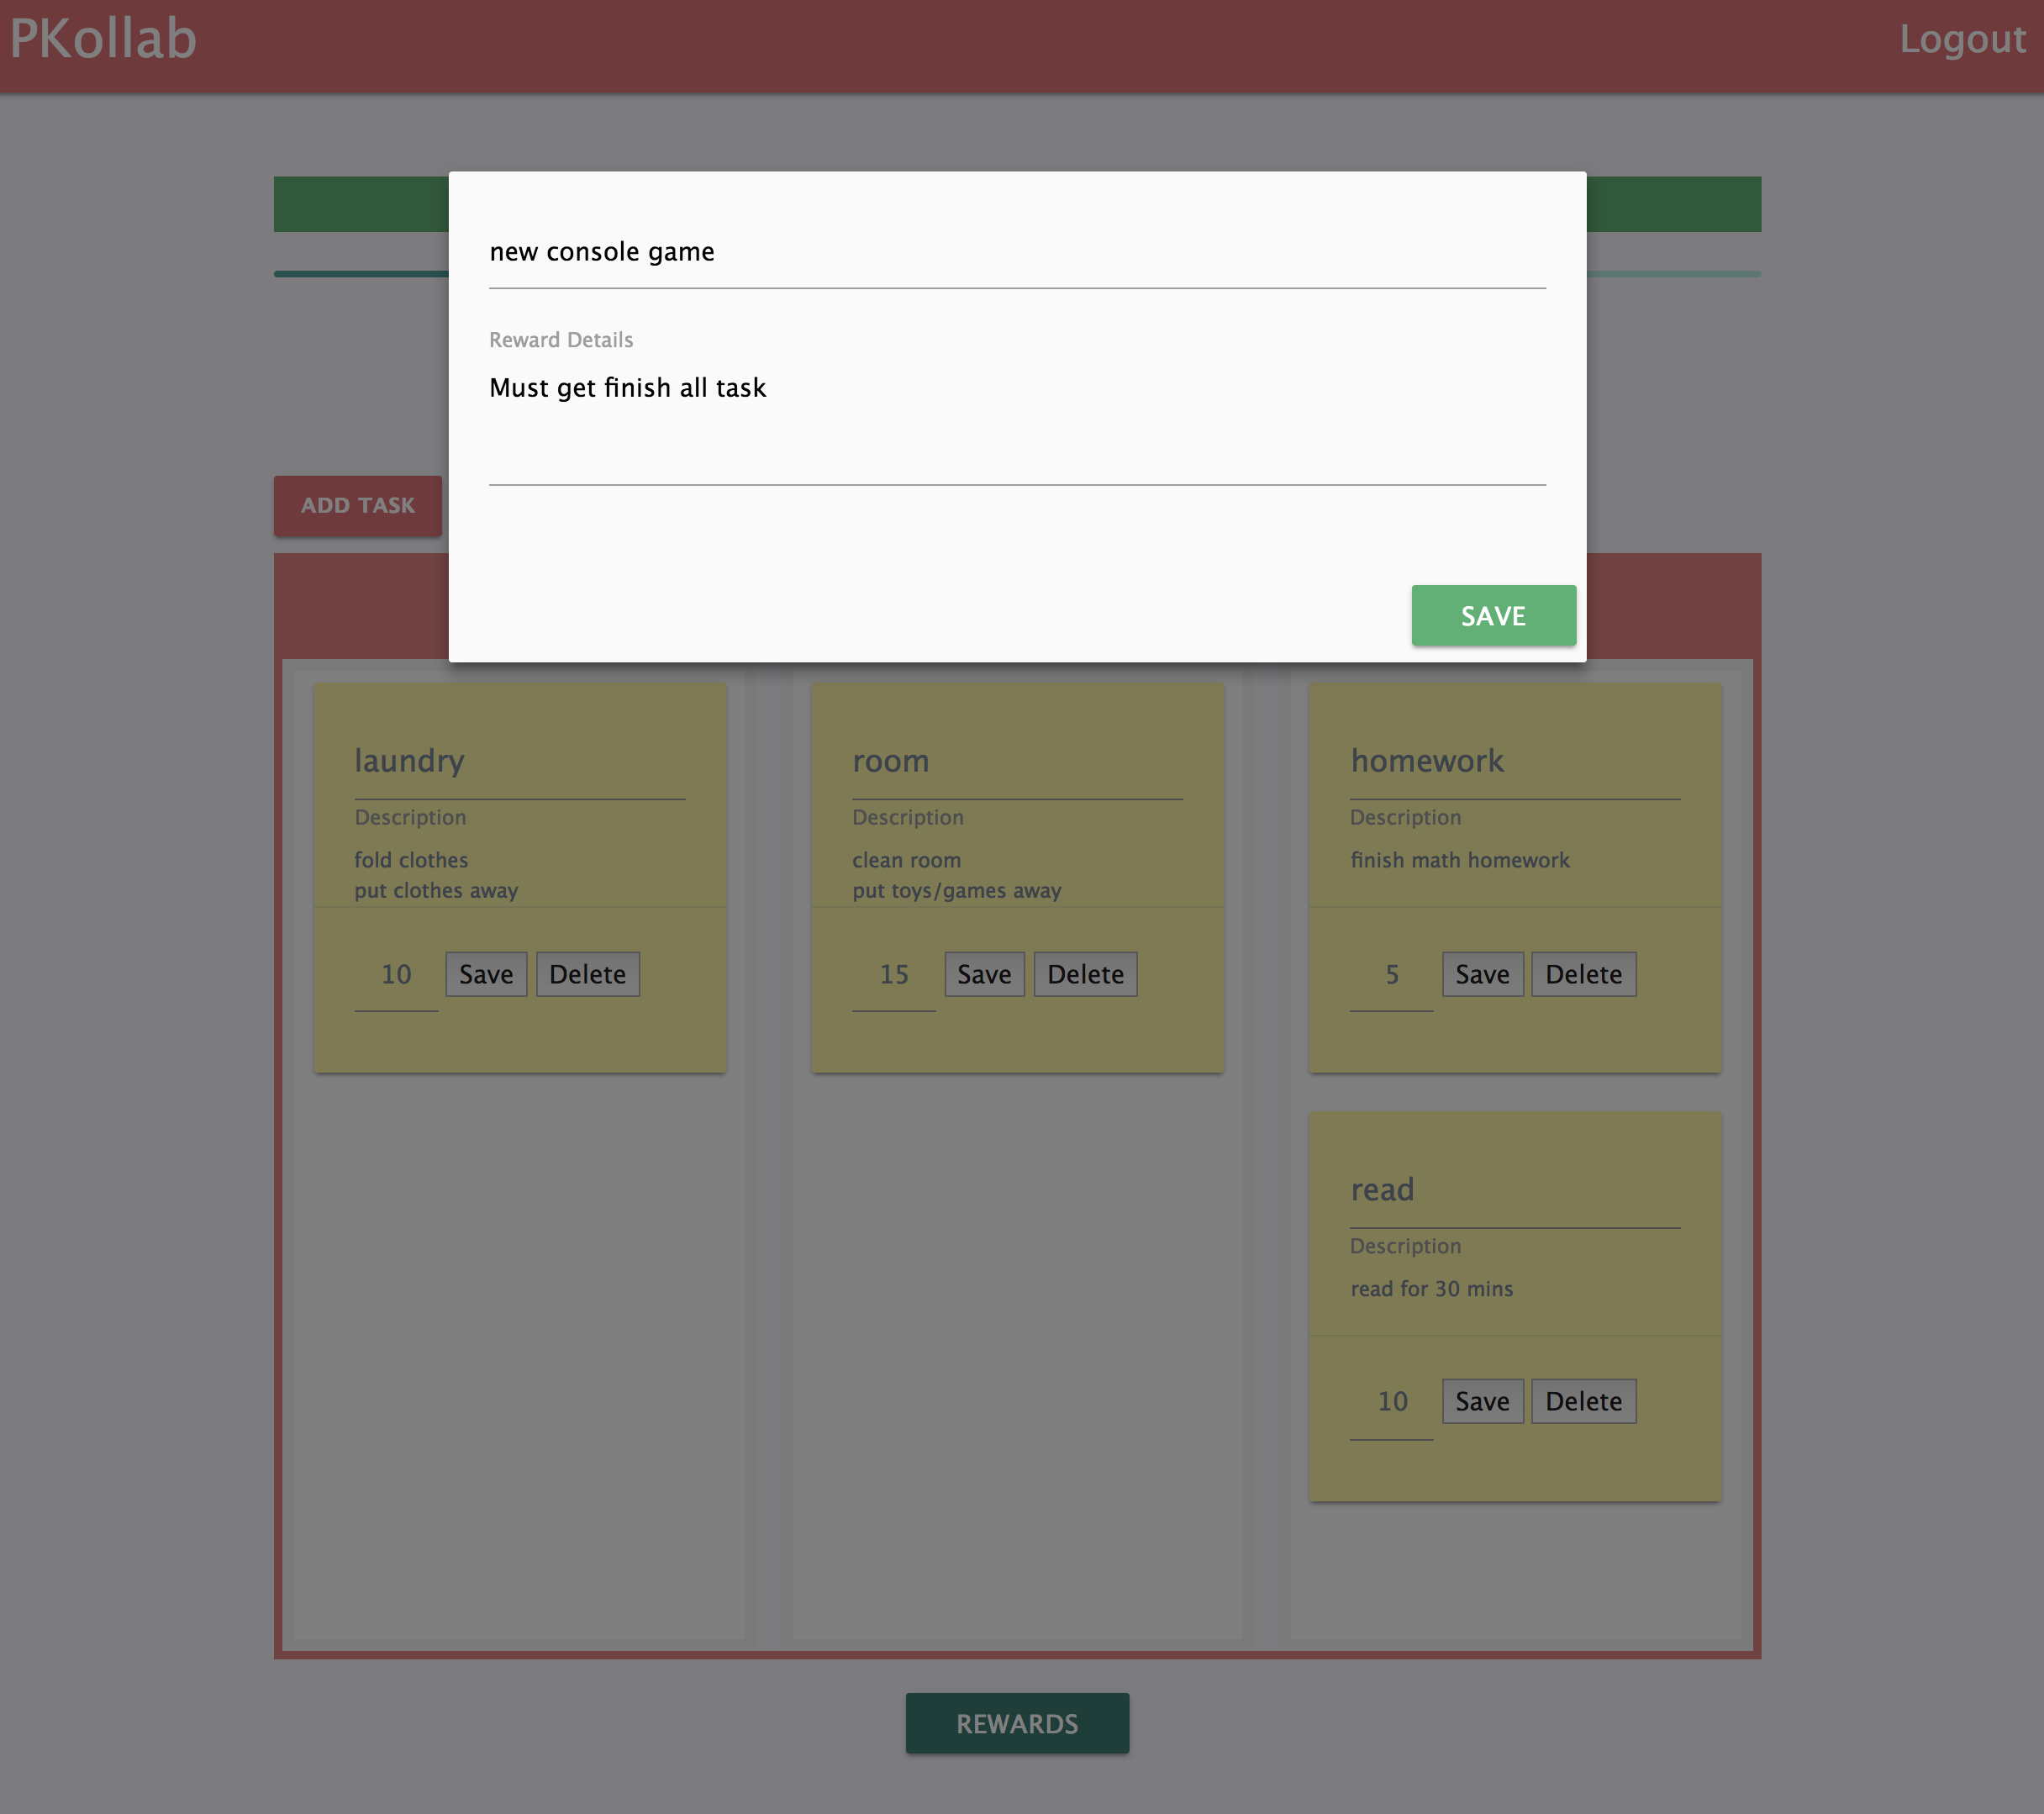 PKollab
Logout
new console game
Reward Details
Must get finish all task
SAVE
ADD TASK
laundry
Description
fold clothes
put clothes away
10 Save Delete
room
Description
clean room
put toys/games away
15 Save Delete
homework
Description
finish math homework
5 Save Delete
read
Description
read for 30 mins
10 Save Delete
REWARDS